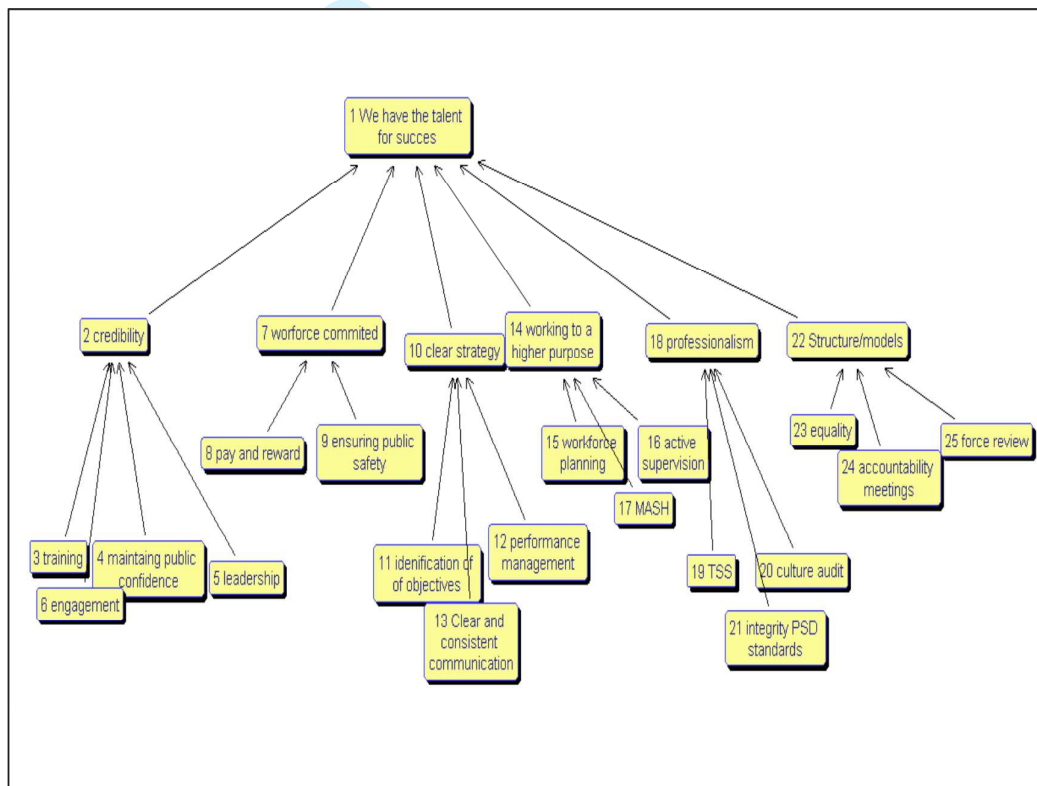 1 We have the talent
for succes
2 credibility
7 worforce commited
10 clear strategy
14 working to a
higher purpose
18 professionalism
22 Structure/models
8 pay and reward
9 ensuring public
safety
15 workforce
planning
16 active
supervision
17 MASH
23 equality
24 accountability
meetings
25 force review
3 training
4 maintaing public
confidence
5 leadership
6 engagement
11 idenification of
of objectives
12 performance
management
13 Clear and
consistent
communication
19 TSS
20 culture audit
21 integrity PSD
standards